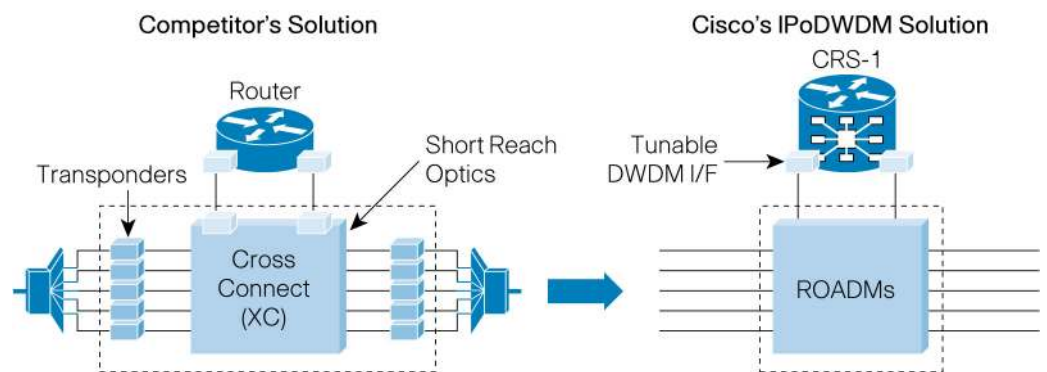 Competitor's Solution
Router
Transponders
Short Reach
Optics
Cross
Connect
(XC)
Cisco's IPoDWDM Solution
CRS-1
Tunable
DWDM I/F
ROADMs